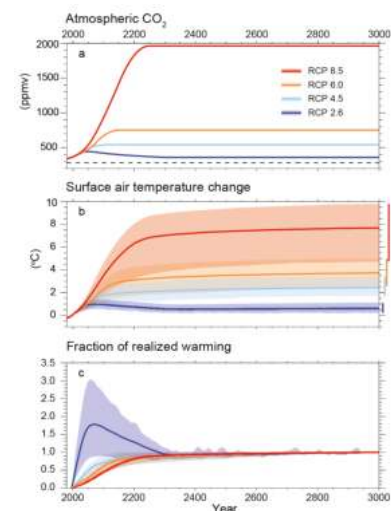 Atmospheric CO₂
2000 2200 2400 2600 2800 3000
2000
1500
1000
500
(ppmv)
a
RCP 8.5
RCP 6.0
RCP 4.5
RCP 2.6
Surface air temperature change
10
8
6
4
2
0
(°C)
b
Fraction of realized warming
3.5
3.0
2.5
2.0
1.5
1.0
0.5
0.0
c
2000 2200 2400 2600 2800 3000
Year